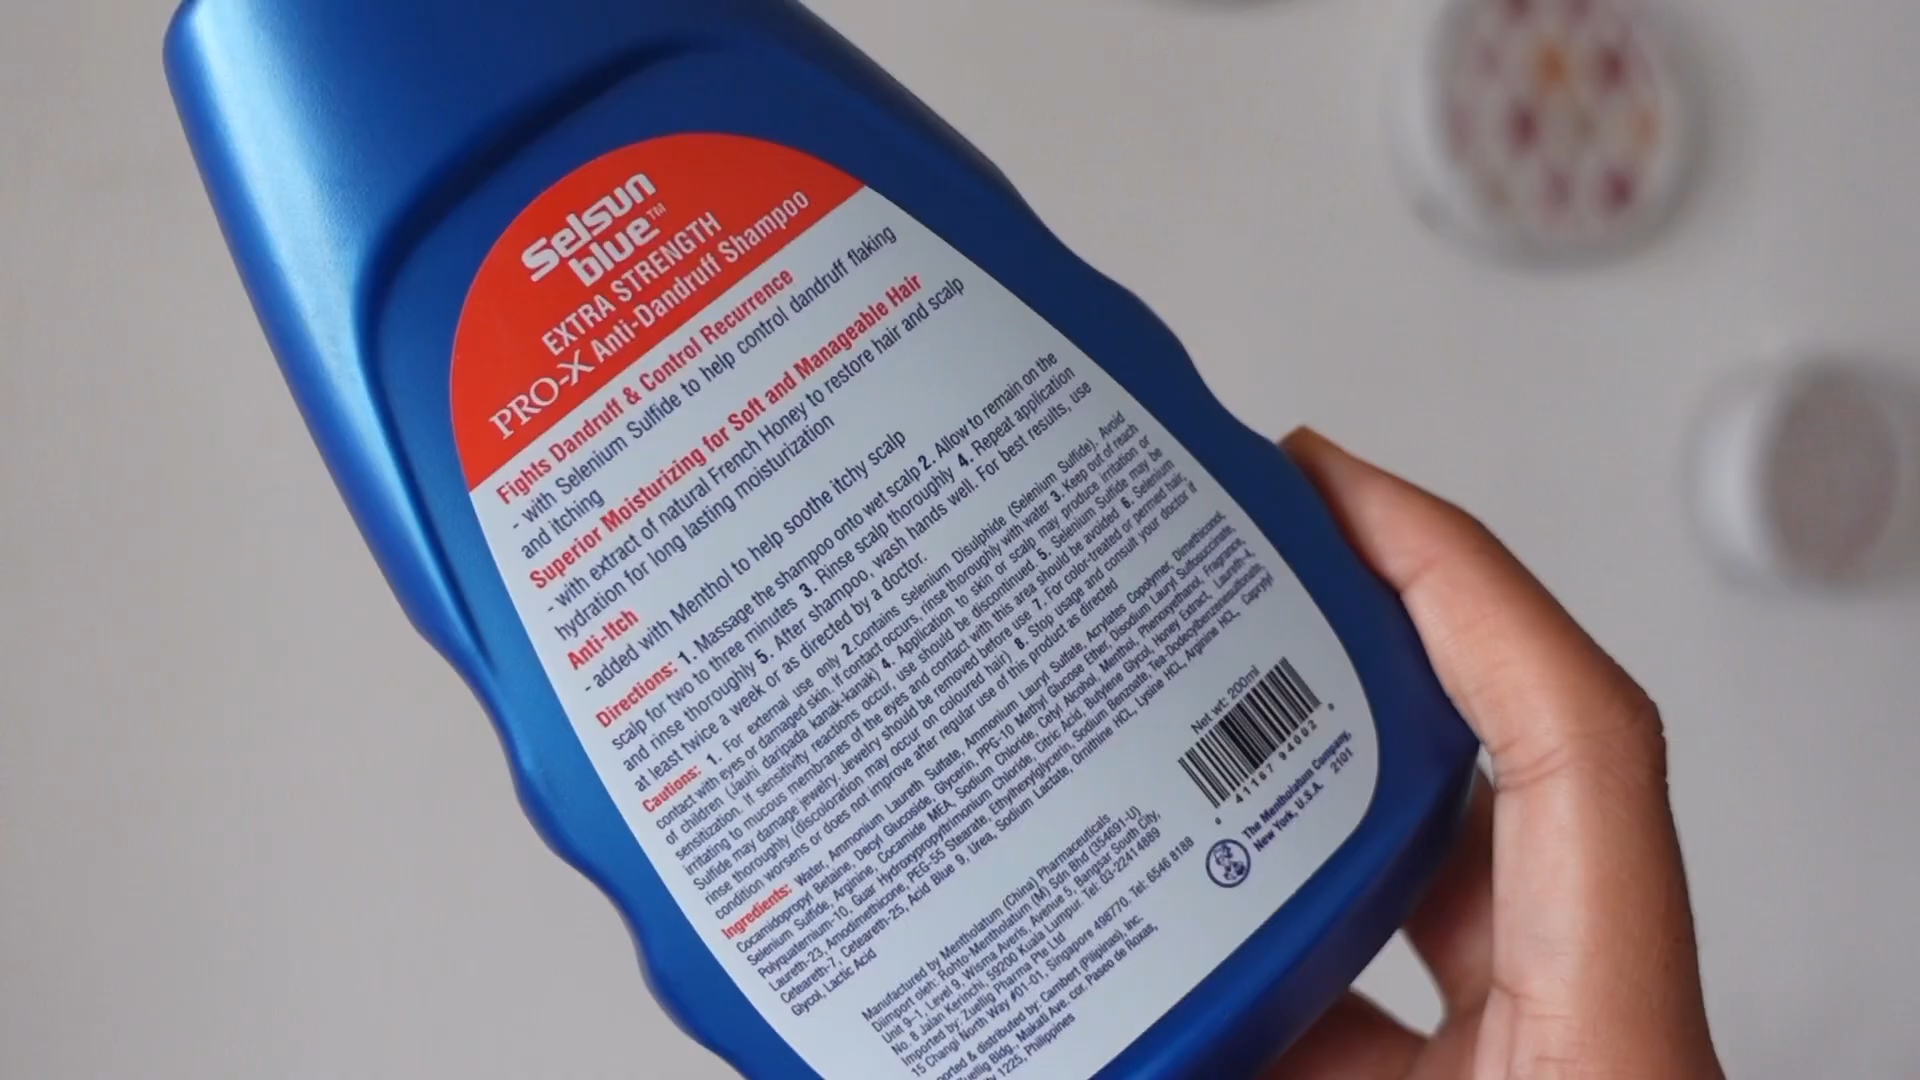 Selsun
blue™
EXTRA STRENGTH
PRO-X Anti-Dandruff Shampoo
Fights Dandruff & Control Recurrence
- with Selenium Sulfide to help control dandruff flaking
and itching
Superior Moisturizing for Soft and Manageable Hair
- with extract of natural French Honey to restore hair and scalp
hydration for long lasting moisturization
Anti-Itch
- added with Menthol to help soothe itchy scalp
Directions: 1. Massage the shampoo onto wet scalp 2. Allow to remain on the
scalp for two to three minutes 3. Rinse scalp thoroughly 4. Repeat application
and rinse thoroughly 5. After shampoo, wash hands well. For best results, use
at least twice a week or as directed by a doctor.
Cautions: 1. For external use only 2.Contains Selenium Disulphide (Selenium Sulfide). Avoid
contact with eyes or damaged skin. If contact occurs, rinse thoroughly with water 3. Keep out of reach
of children (Jauhi daripada kanak-kanak) 4. Application to skin or scalp may produce irritation or
sensitization. If sensitivity reactions occur, use should be discontinued. 5. Selenium Sulfide may be
irritating to mucous membranes of the eyes and contact with this area should be avoided 6. Selenium
Sulfide may damage jewelry. Jewelry should be removed before use 7. For color-treated or permed hair,
rinse thoroughly (discoloration may occur on coloured hair) 8. Stop usage and consult your doctor if
condition worsens or does not improve after regular use of this product as directed
Ingredients: Water, Ammonium Laureth Sulfate, Ammonium Lauryl Sulfate, Acrylates Copolymer, Dimethiconol,
Cocamidopropyl Betaine, Decyl Glucoside, Glycerin, PPG-10 Methyl Glucose Ether, Disodium Lauryl Sulfosuccinate,
Selenium Sulfide, Arginine, Cocamide MEA, Sodium Chloride, Cetyl Alcohol, Menthol, Phenoxyethanol, Fragrance,
Polyquaternium-10, Guar Hydroxypropyltrimonium Chloride, Citric Acid, Butylene Glycol, Honey Extract, Laureth-4,
Laureth-23, Amodimethicone, PEG-55 Stearate, Ethylhexylglycerin, Sodium Benzoate, Tea-Dodecylbenzenesulfonate,
Ceteareth-7, Ceteareth-25, Acid Blue 9, Urea, Sodium Lactate, Ornithine HCL, Lysine HCL, Arginine HCL, Caprylyl
Glycol, Lactic Acid
Net wt: 200ml
0 41167 94002 0
The Mentholatum Company,
New York, U.S.A. 2101
Manufactured by Mentholatum (China) Pharmaceuticals
Diimport oleh: Rohto-Mentholatum (M) Sdn Bhd (354691-U)
Unit 9-1, Level 9, Wisma Averis, Avenue 5, Bangsar South City,
No. 8 Jalan Kerinchi, 59200 Kuala Lumpur. Tel: 03-2241 4889
Imported by: Zuellig Pharma Pte Ltd
15 Changi North Way #01-01, Singapore 498770. Tel: 6546 8188
& distributed by: Cambert (Pilipinas), Inc.
Bldg., Makati Ave. cor. Paseo de Roxas,
1225, Philippines